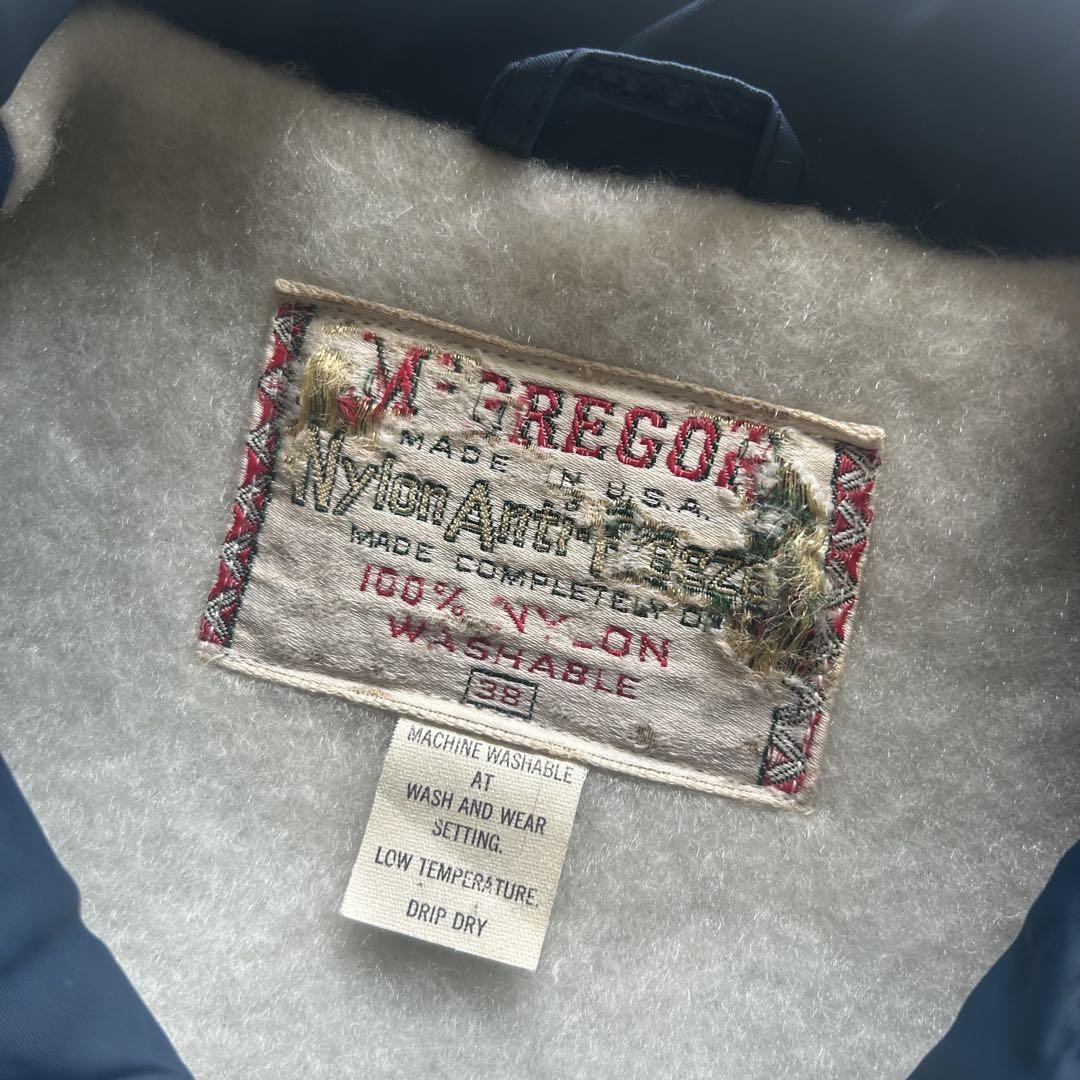 McGREGOR
MADE IN U.S.A.
Nylon Anti-Freeze
MADE COMPLETELY OF
100% NYLON
WASHABLE
38
MACHINE WASHABLE
AT
WASH AND WEAR
SETTING.
LOW TEMPERATURE.
DRIP DRY